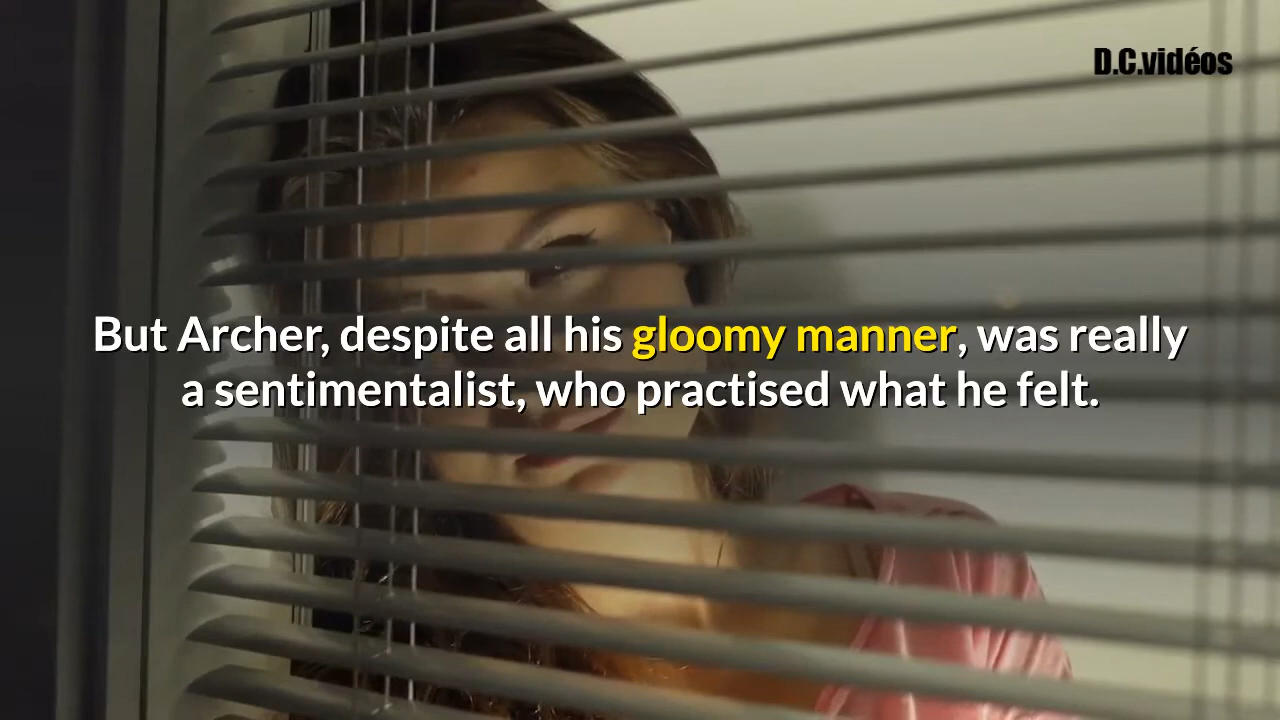 D.C.vidéos
But Archer, despite all his gloomy manner, was really
a sentimentalist, who practised what he felt.